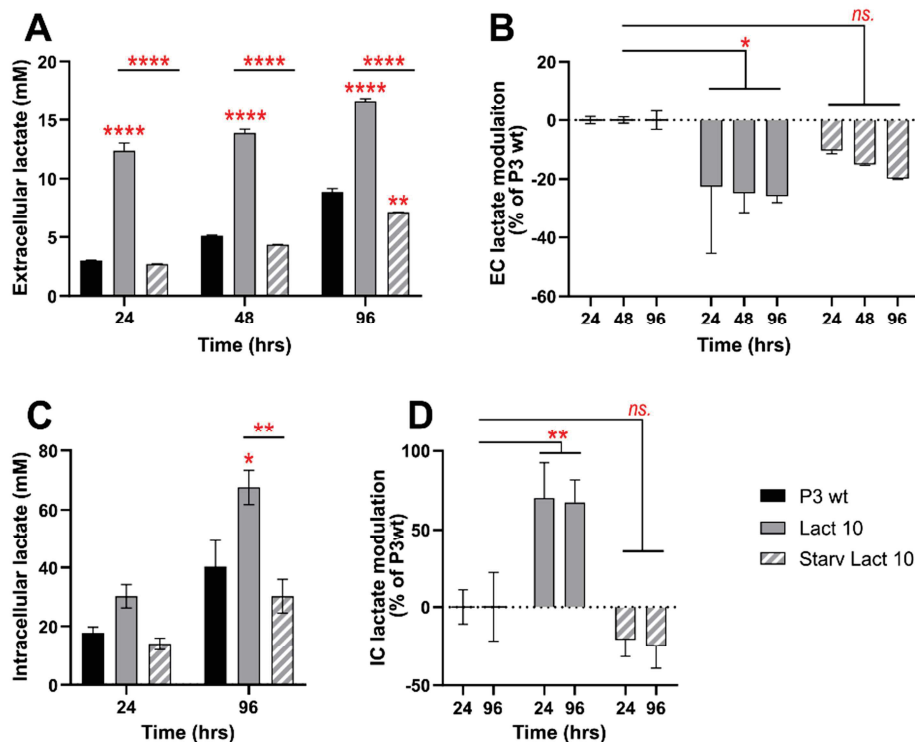 A
**** **** ****
****
****
****
**
Extracellular lactate (mM)
20
15
10
5
0
24 48 96
Time (hrs)
B
ns.
*
EC lactate modulaiton
(% of P3 wt)
20
0
-20
-40
-60
24 48 96 24 48 96 24 48 96
Time (hrs)
C
**
*
Intracellular lactate (mM)
80
60
40
20
0
24 96
Time (hrs)
D
ns.
**
IC lactate modulation
(% of P3wt)
100
50
0
-50
24 96 24 96 24 96
Time (hrs)
P3 wt
Lact 10
Starv Lact 10